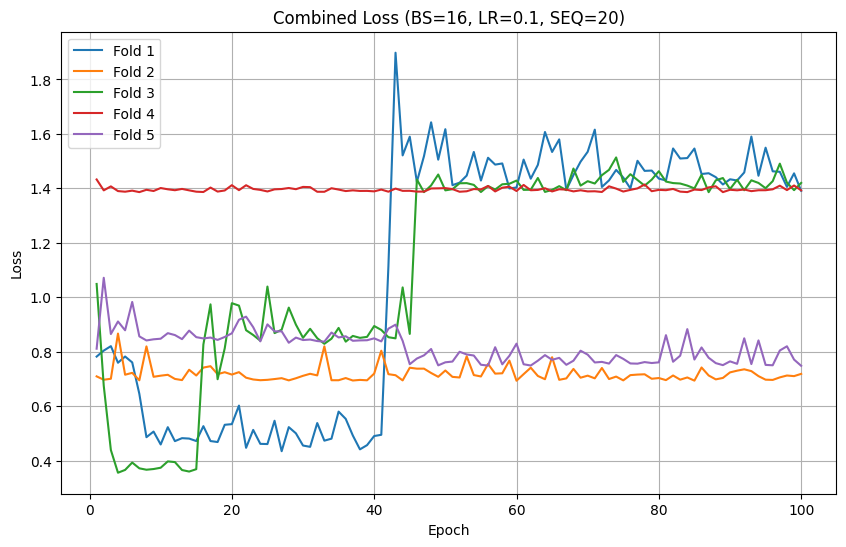 Combined Loss (BS=16, LR=0.1, SEQ=20)
Fold 1
Fold 2
Fold 3
Fold 4
Fold 5
1.8
1.6
1.4
1.2
1.0
0.8
0.6
0.4
Loss
0 20 40 60 80 100
Epoch